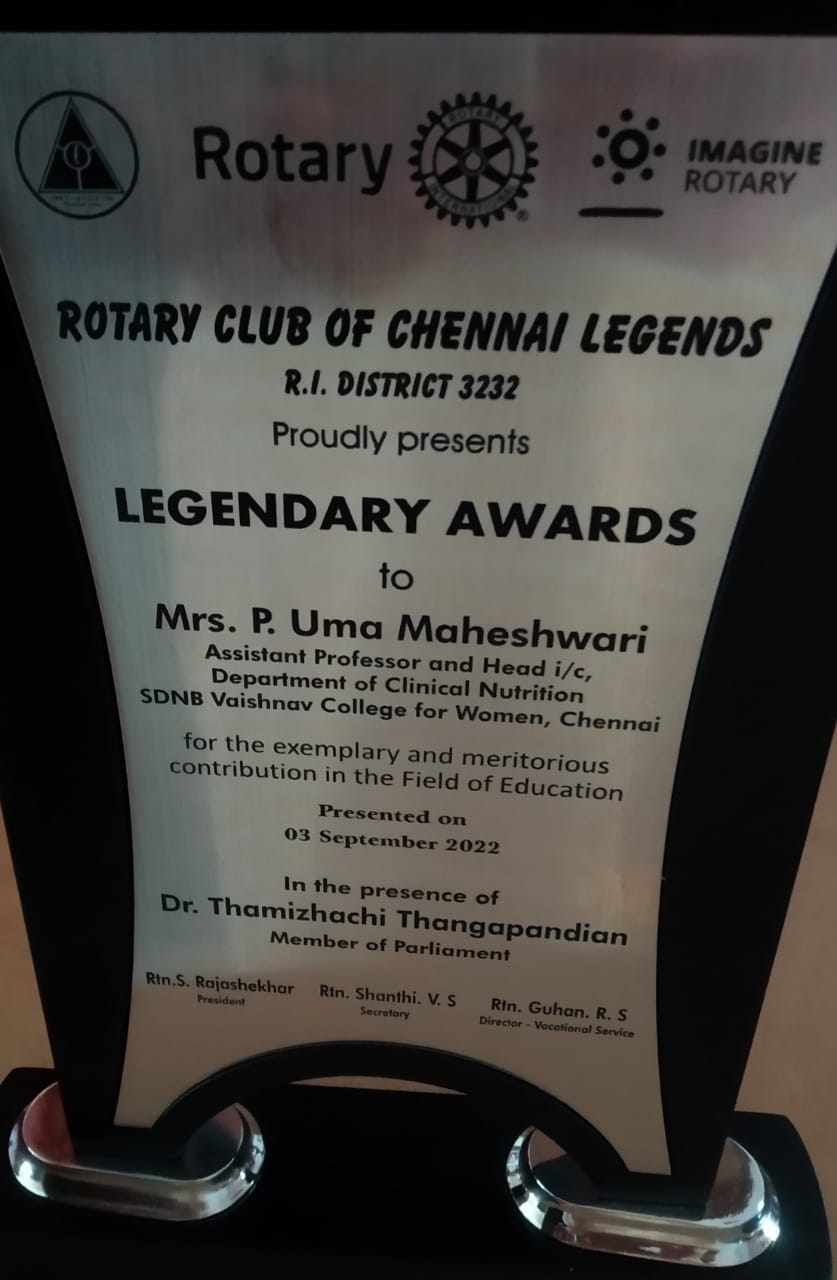 Rotary
ROTARY
INTERNATIONAL
®
IMAGINE
ROTARY
ROTARY CLUB OF CHENNAI LEGENDS
R.I. DISTRICT 3232
Proudly presents
LEGENDARY AWARDS
to
Mrs. P. Uma Maheshwari
Assistant Professor and Head i/c,
Department of Clinical Nutrition
SDNB Vaishnav College for Women, Chennai
for the exemplary and meritorious
contribution in the Field of Education
Presented on
03 September 2022
In the presence of
Dr. Thamizhachi Thangapandian
Member of Parliament
Rtn.S. Rajashekhar
President
Rtn. Shanthi. V. S
Secretary
Rtn. Guhan. R. S
Director - Vocational Service